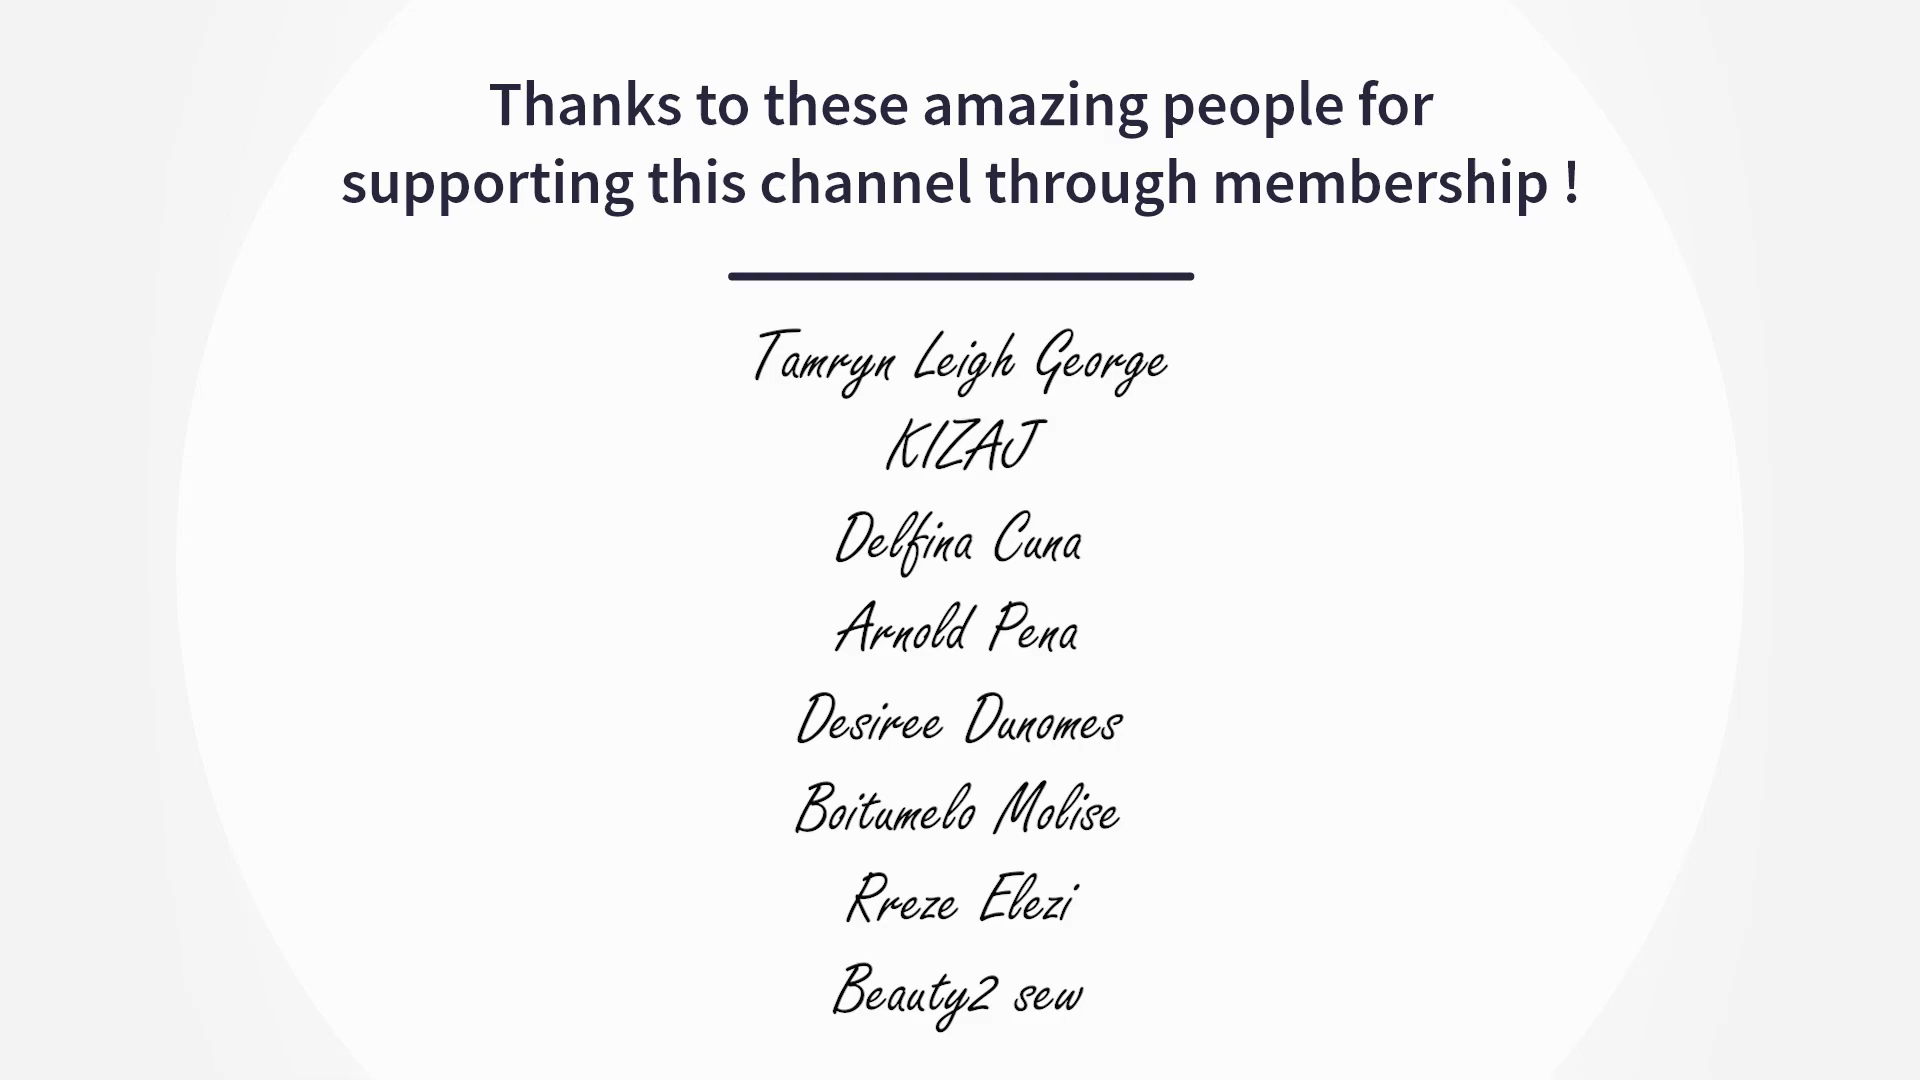 Thanks to these amazing people for
supporting this channel through membership !
Tamryn Leigh George
KIZAJ
Delfina Cuna
Arnold Pena
Desiree Dunomes
Boitumelo Molise
Rreze Elezi
Beauty2 sew